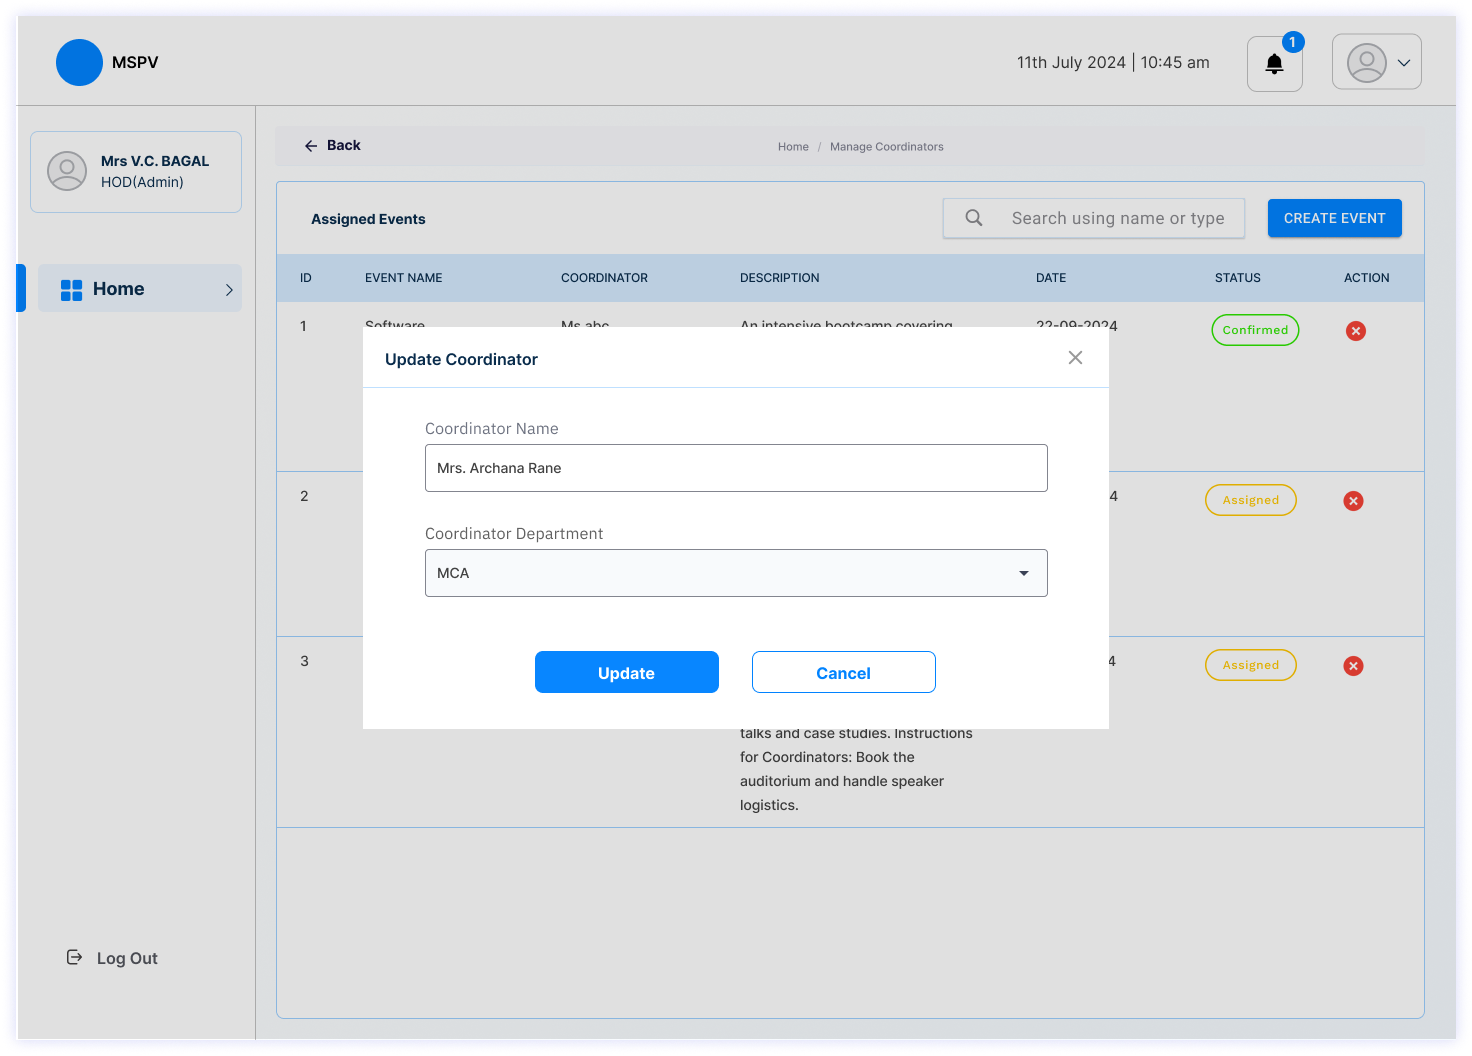 MSPV
11th July 2024 | 10:45 am
1
Mrs V.C. BAGAL
HOD(Admin)
Home
Log Out
Back
Home / Manage Coordinators
Assigned Events
Search using name or type
CREATE EVENT
ID EVENT NAME COORDINATOR DESCRIPTION DATE STATUS ACTION
1 Software Ms abc An intensive bootcamp covering 22-09-2024 Confirmed
Update Coordinator
Coordinator Name
Mrs. Archana Rane
2 4 Assigned
Coordinator Department
MCA
3 4 Assigned
Update Cancel
talks and case studies. Instructions
for Coordinators: Book the
auditorium and handle speaker
logistics.